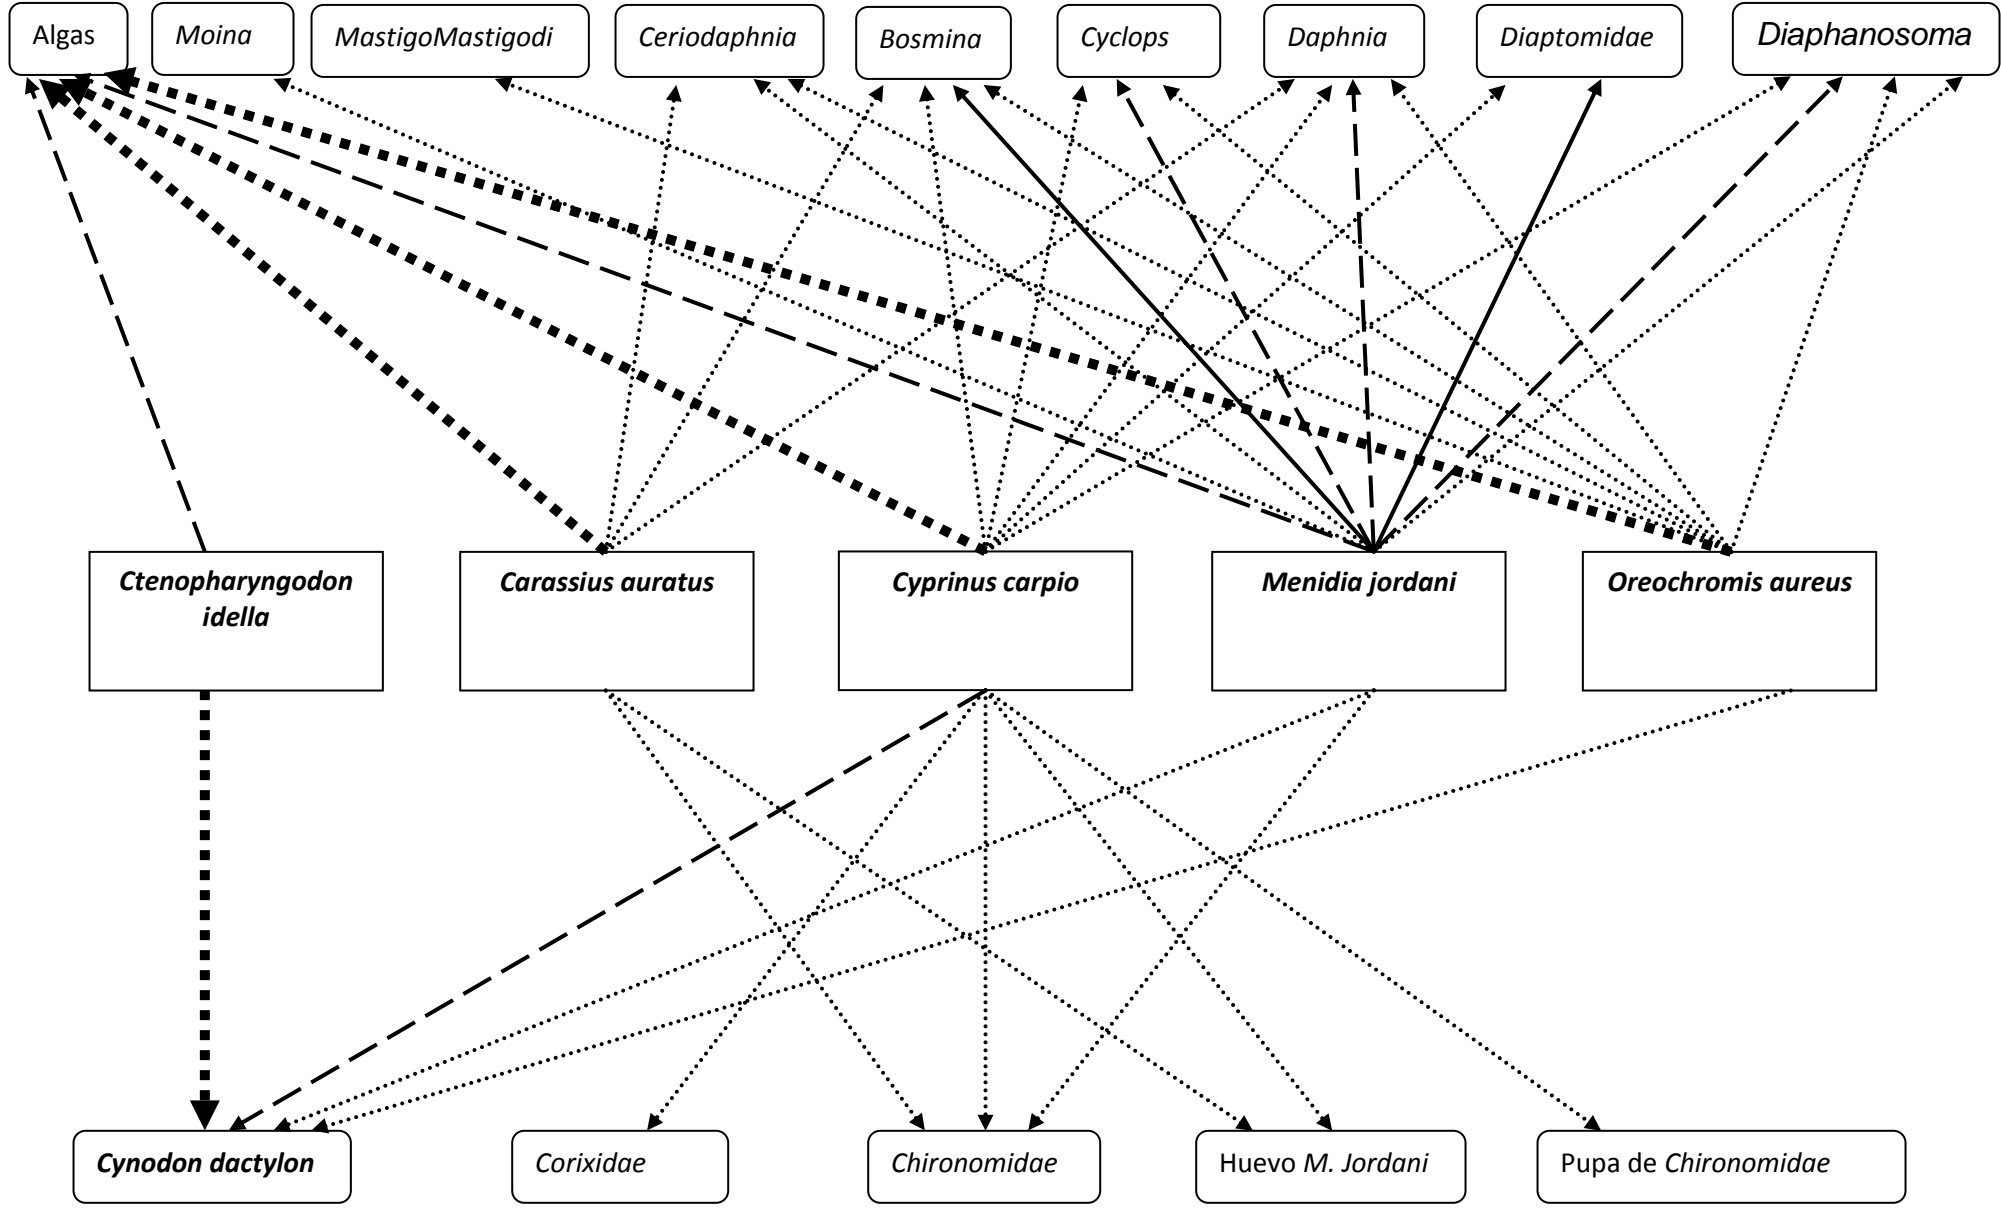 Algas
Moina
MastigoMastigodi
Ceriodaphnia
Bosmina
Cyclops
Daphnia
Diaptomidae
Diaphanosoma
Ctenopharyngodon
idella
Carassius auratus
Cyprinus carpio
Menidia jordani
Oreochromis aureus
Cynodon dactylon
Corixidae
Chironomidae
Huevo M. Jordani
Pupa de Chironomidae